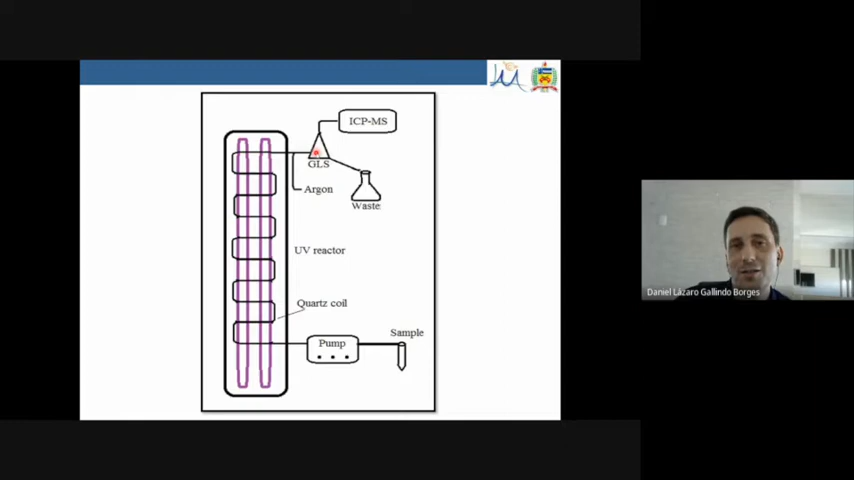 ICP-MS
GLS
Argon
Waste
UV reactor
Quartz coil
Sample
Pump
Daniel Lázaro Gallindo Borges